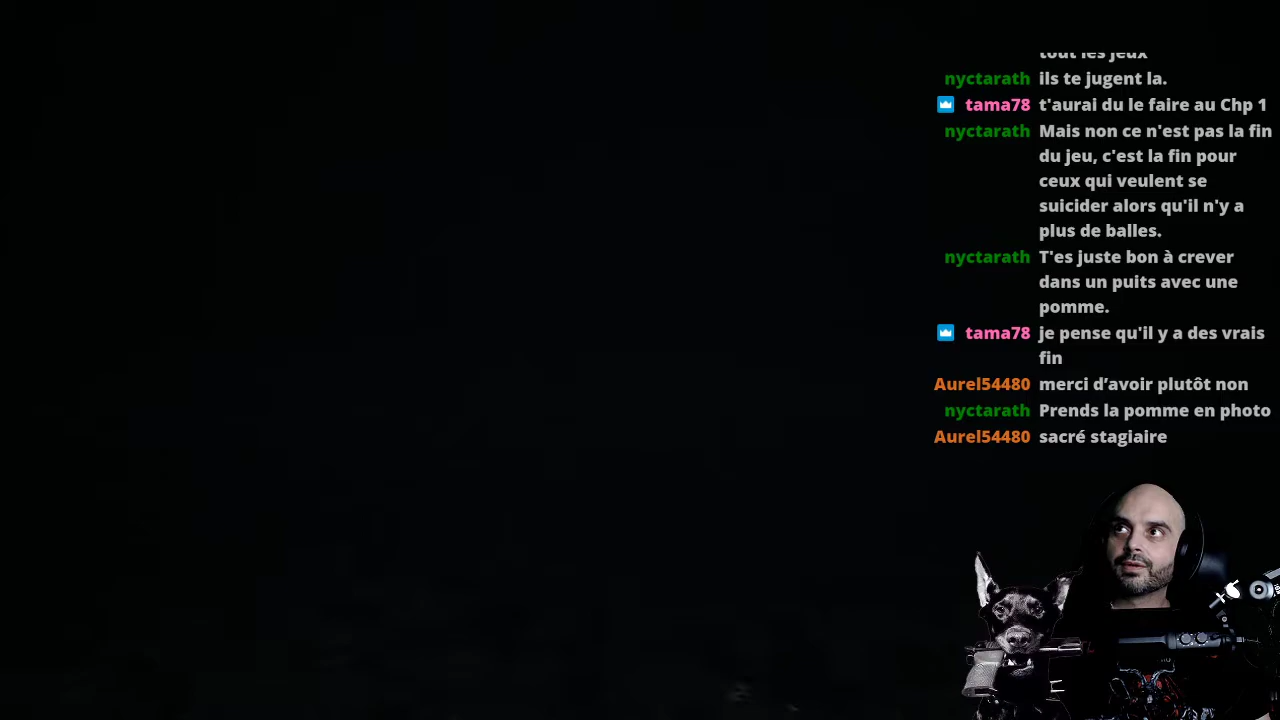 tout les jeux
nyctarath ils te jugent la.
tama78 t'aurai du le faire au Chp 1
nyctarath Mais non ce n'est pas la fin
du jeu, c'est la fin pour
ceux qui veulent se
suicider alors qu'il n'y a
plus de balles.
nyctarath T'es juste bon à crever
dans un puits avec une
pomme.
tama78 je pense qu'il y a des vrais
fin
Aurel54480 merci d’avoir plutôt non
nyctarath Prends la pomme en photo
Aurel54480 sacré stagiaire